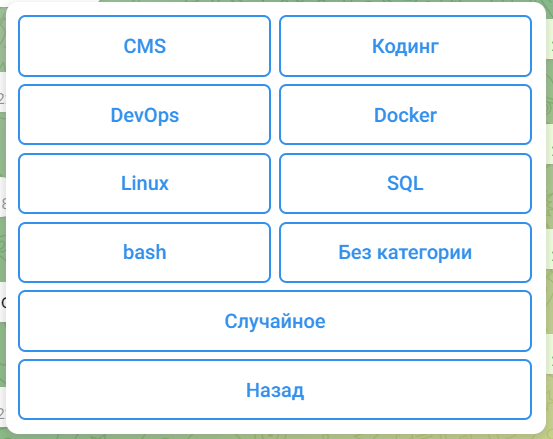 CMS
Кодинг
DevOps
Docker
Linux
SQL
bash
Без категории
Случайное
Назад